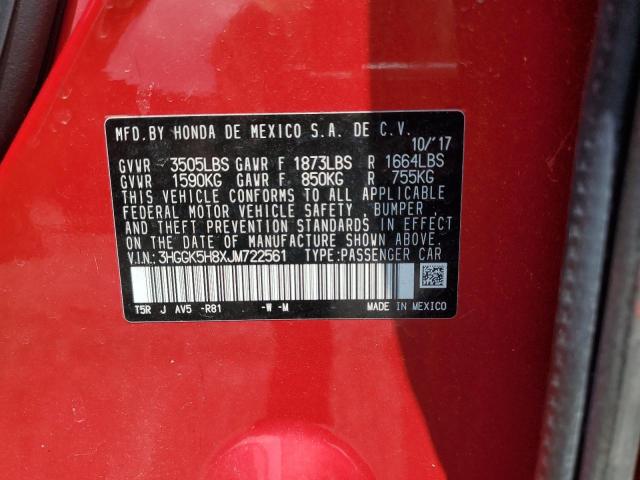 MFD. BY HONDA DE MEXICO S.A. DE C.V.
10/'17
GVWR 3505LBS GAWR F 1873LBS R 1664LBS
GVWR 1590KG GAWR F 850KG R 755KG
THIS VEHICLE CONFORMS TO ALL APPLICABLE
FEDERAL MOTOR VEHICLE SAFETY, BUMPER,
AND THEFT PREVENTION STANDARDS IN EFFECT
ON THE DATE OF MANUFACTURE SHOWN ABOVE.
V.I.N.: 3HGGK5H8XJM722561 TYPE: PASSENGER CAR
T5R J AV5 -R81 -W -M MADE IN MEXICO